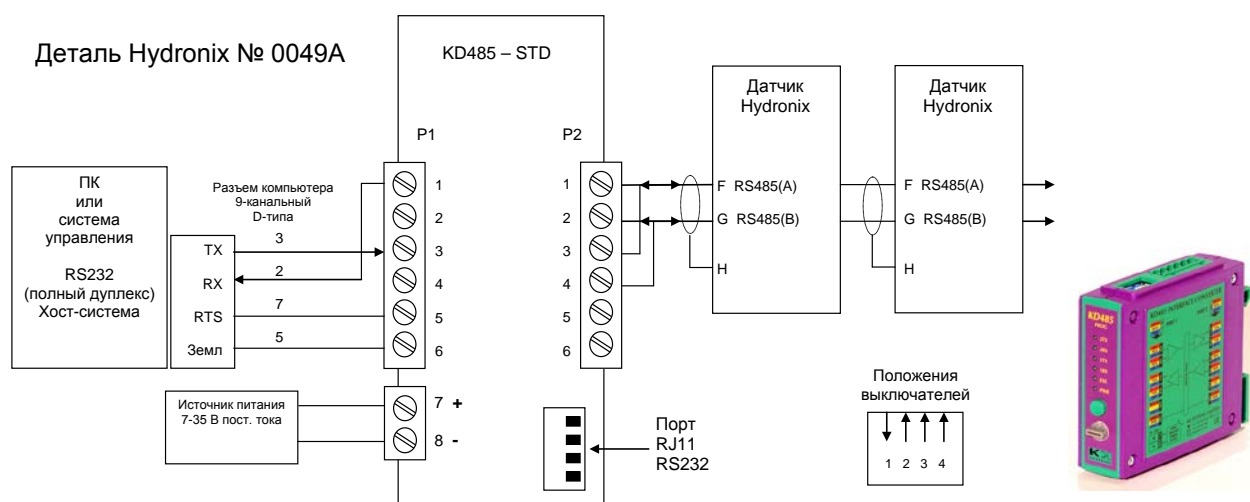 Деталь Hydronix № 0049A
KD485 – STD
P1
P2
ПК
или
система
управления
RS232
(полный дуплекс)
Хост-система
Разъем компьютера
9-канальный
D-типа
TX
RX
RTS
Земл
3
2
7
5
1
2
3
4
5
6
7 +
8 -
Источник питания
7-35 В пост. тока
1
2
3
4
5
6
Датчик
Hydronix
F RS485(A)
G RS485(B)
H
Датчик
Hydronix
F RS485(A)
G RS485(B)
H
Порт
RJ11
RS232
Положения
выключателей
1 2 3 4
KD485
KD485 INTERFACE CONVERTER